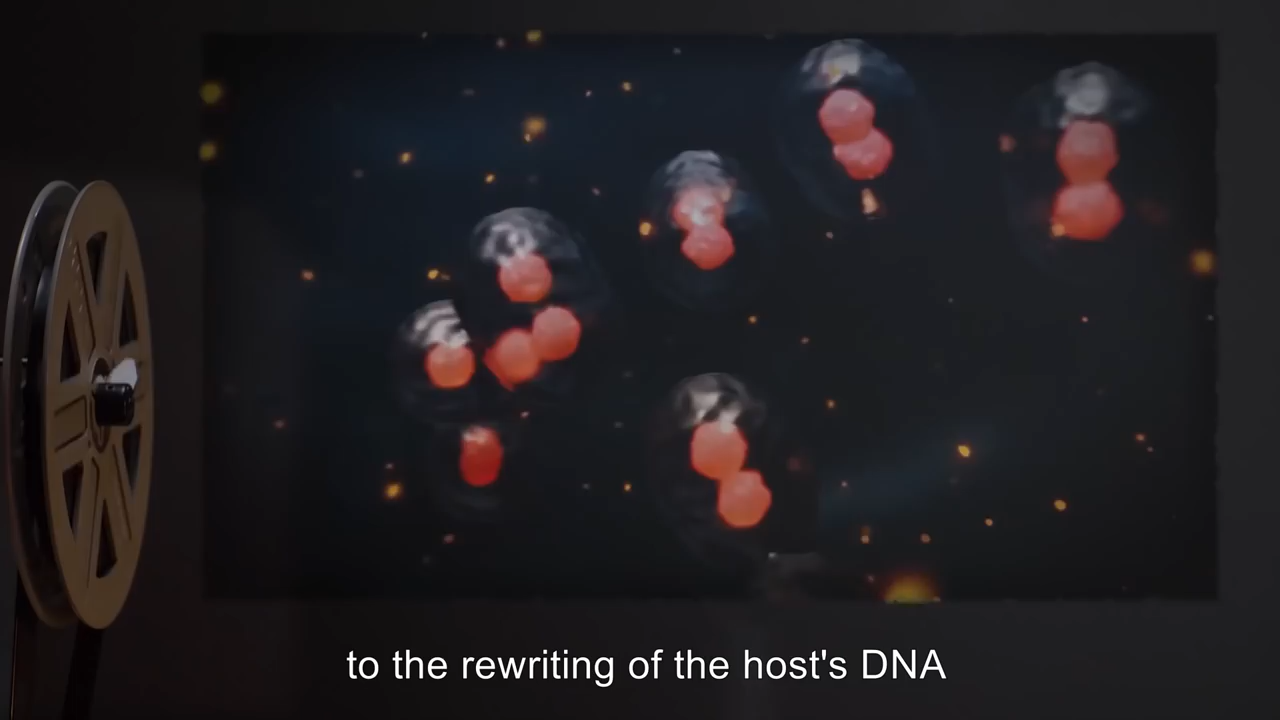 to the rewriting of the host's DNA